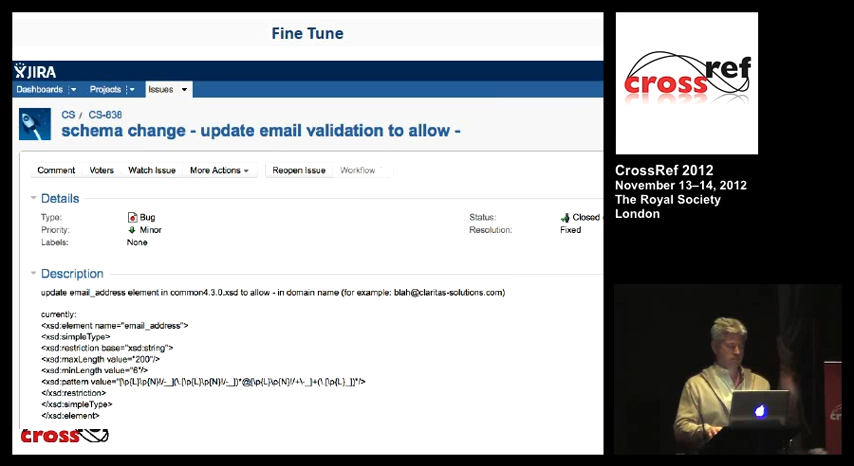 Fine Tune
JIRA
Dashboards
Projects
Issues
CS / CS-838
schema change - update email validation to allow -
Comment
Voters
Watch Issue
More Actions
Reopen Issue
Workflow
Details
Type: Bug
Status: Closed
Priority: Minor
Resolution: Fixed
Labels: None
Description
update email_address element in common4.3.0.xsd to allow - in domain name (for example: blah@claritas-solutions.com)
currently:
<xsd:element name="email_address">
<xsd:simpleType>
<xsd:restriction base="xsd:string">
<xsd:maxLength value="200"/>
<xsd:minLength value="6"/>
<xsd:pattern
</xsd:restriction>
</xsd:simpleType>
</xsd:element>
crossref
crossref
CrossRef 2012
November 13–14, 2012
The Royal Society
London